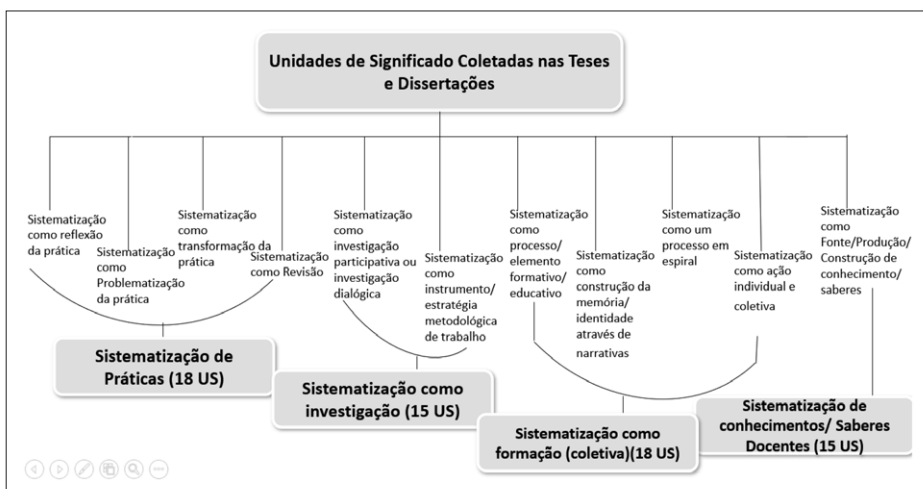 Unidades de Significado Coletadas nas Teses
e Dissertações
Sistematização
como reflexão
da prática
Sistematização
como
Problematização
da prática
Sistematização
como
transformação da
prática
Sistematização
como Revisão
Sistematização
como
investigação
participativa ou
investigação
dialógica
Sistematização
como
instrumento/
estratégia
metodológica
de trabalho
Sistematização
como
processo/
elemento
formativo/
educativo
Sistematização
como
construção da
memória/
identidade
através de
narrativas
Sistematização
como um
processo em
espiral
Sistematização
como ação
individual e
coletiva
Sistematização
como
Fonte/Produção/
Construção de
conhecimento/
saberes
Sistematização de
Práticas (18 US)
Sistematização como
investigação (15 US)
Sistematização como
formação (coletiva)(18 US)
Sistematização de
conhecimentos/ Saberes
Docentes (15 US)